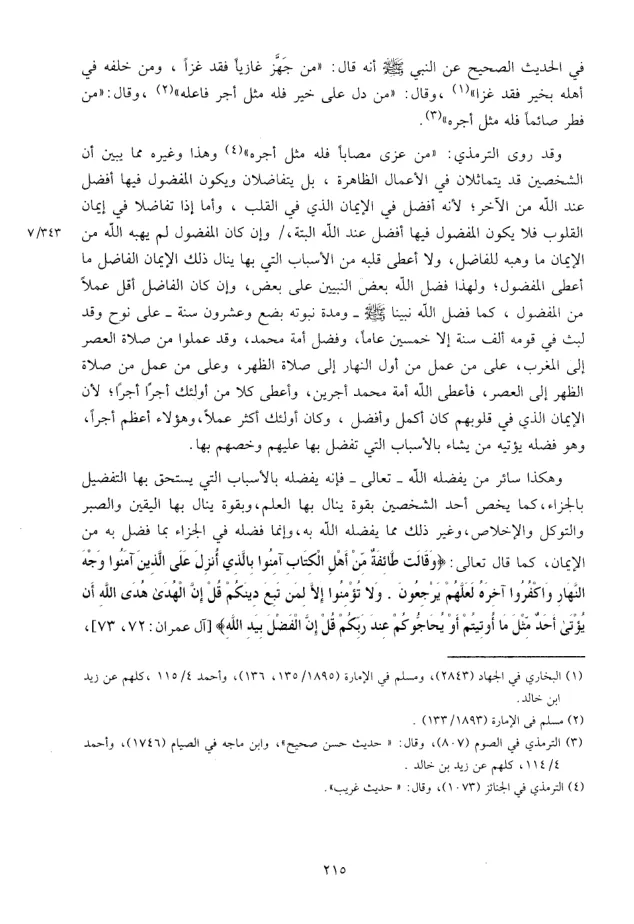 في الحديث الصحيح عن النبي ﷺ أنه قال: «من جَهَّز غازياً فقد غزاً ، ومن خلفه في
أهله بخير فقد غزا»(١) ،وقال: «من دل على خير فله مثل أجر فاعله»(٢) ،وقال:«من
فطر صائماً فله مثل أجره»(٣).
وقد روى الترمذي: «من عزى مصاباً فله مثل أجره»(٤) وهذا وغيره مما يبين أن
الشخصين قد يتماثلان في الأعمال الظاهرة ، بل يتفاضلان ويكون المفضول فيها أفضل
عند الله من الآخر؛ لأنه أفضل في الإيمان الذي في القلب ، وأما إذا تفاضلا في إيمان
القلوب فلا يكون المفضول فيها أفضل عند الله البتة،/ وإن كان المفضول لم يهبه الله من
٧/٣٤٣
الإيمان ما وهبه للفاضل، ولا أعطى قلبه من الأسباب التي بها ينال ذلك الإيمان الفاضل ما
أعطى المفضول؛ ولهذا فضل الله بعض النبيين على بعض، وإن كان الفاضل أقل عملاً
من المفضول ، كما فضل الله نبينا ﷺ ـ ومدة نبوته بضع وعشرون سنة ـ على نوح وقد
لبث في قومه ألف سنة إلا خمسين عاماً، وفضل أمة محمد، وقد عملوا من صلاة العصر
إلى المغرب، على من عمل من أول النهار إلى صلاة الظهر، وعلى من عمل من صلاة
الظهر إلى العصر، فأعطى الله أمة محمد أجرين، وأعطى كلا من أولئك أجرًا أجرًا؛ لأن
الإيمان الذي في قلوبهم كان أكمل وأفضل ، وكان أولئك أكثر عملاً،وهؤلاء أعظم أجراً،
وهو فضله يؤتيه من يشاء بالأسباب التي تفضل بها عليهم وخصهم بها.
وهكذا سائر من يفضله الله ـ تعالى ـ فإنه يفضله بالأسباب التي يستحق بها التفضيل
بالجزاء،كما يخص أحد الشخصين بقوة ينال بها العلم،وبقوة ينال بها اليقين والصبر
والتوكل والإخلاص،وغير ذلك مما يفضله الله به،وإنما فضله في الجزاء بما فضل به من
الإيمان، كما قال تعالى: ﴿وَقَالَت طَّائِفَةٌ مِّنْ أَهْلِ الْكِتَابِ آمِنُوا بِالَّذِي أُنزِلَ عَلَى الَّذِينَ آمَنُوا وَجْهَ
النَّهَارِ وَاكْفُرُوا آخِرَهُ لَعَلَّهُمْ يَرْجِعُونَ . وَلا تُؤْمِنُوا إِلاَّ لِمَن تَبِعَ دِينَكُمْ قُلْ إِنَّ الْهُدَىٰ هُدَى اللَّهِ أَن
يُؤْتَىٰ أَحَدٌ مِّثْلَ مَا أُوتِيتُمْ أَوْ يُحَاجُّوكُمْ عِندَ رَبِّكُمْ قُلْ إِنَّ الْفَضْلَ بِيَدِ اللَّهِ﴾ [آل عمران: ٧٢، ٧٣]،
(١) البخاري في الجهاد (٢٨٤٣)، ومسلم في الإمارة (١٨٩٥/ ١٣٥، ١٣٦)، وأحمد ٤/ ١١٥ ،كلهم عن زيد
ابن خالد.
(٢) مسلم في الإمارة (١٨٩٣/ ١٣٣) .
(٣) الترمذي في الصوم (٨٠٧)، وقال: « حديث حسن صحيح»، وابن ماجه في الصيام (١٧٤٦)، وأحمد
٤/ ١١٤، كلهم عن زيد بن خالد .
(٤) الترمذي في الجنائز (١٠٧٣)، وقال: « حديث غريب».
٢١٥